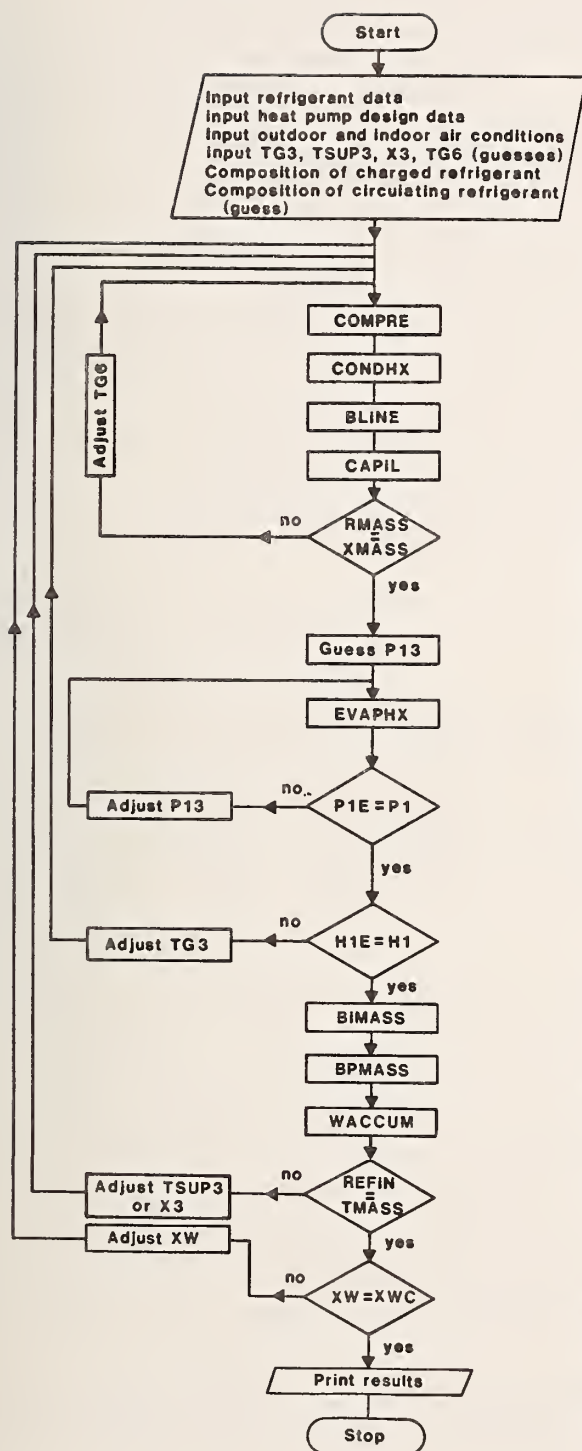 Start
Input refrigerant data
Input heat pump design data
Input outdoor and indoor air conditions
Input TG3, TSUP3, X3, TG6 (guesses)
Composition of charged refrigerant
Composition of circulating refrigerant
(guess)
COMPRE
CONDHX
BLINE
CAPIL
Adjust TG6
RMASS
=
XMASS
no
yes
Guess P13
EVAPHX
P1E = P1
no
Adjust P13
yes
H1E = H1
no
Adjust TG3
yes
BIMASS
BPMASS
WACCUM
REFIN
=
TMASS
no
Adjust TSUP3
or X3
yes
Adjust XW
no
XW = XWC
yes
Print results
Stop